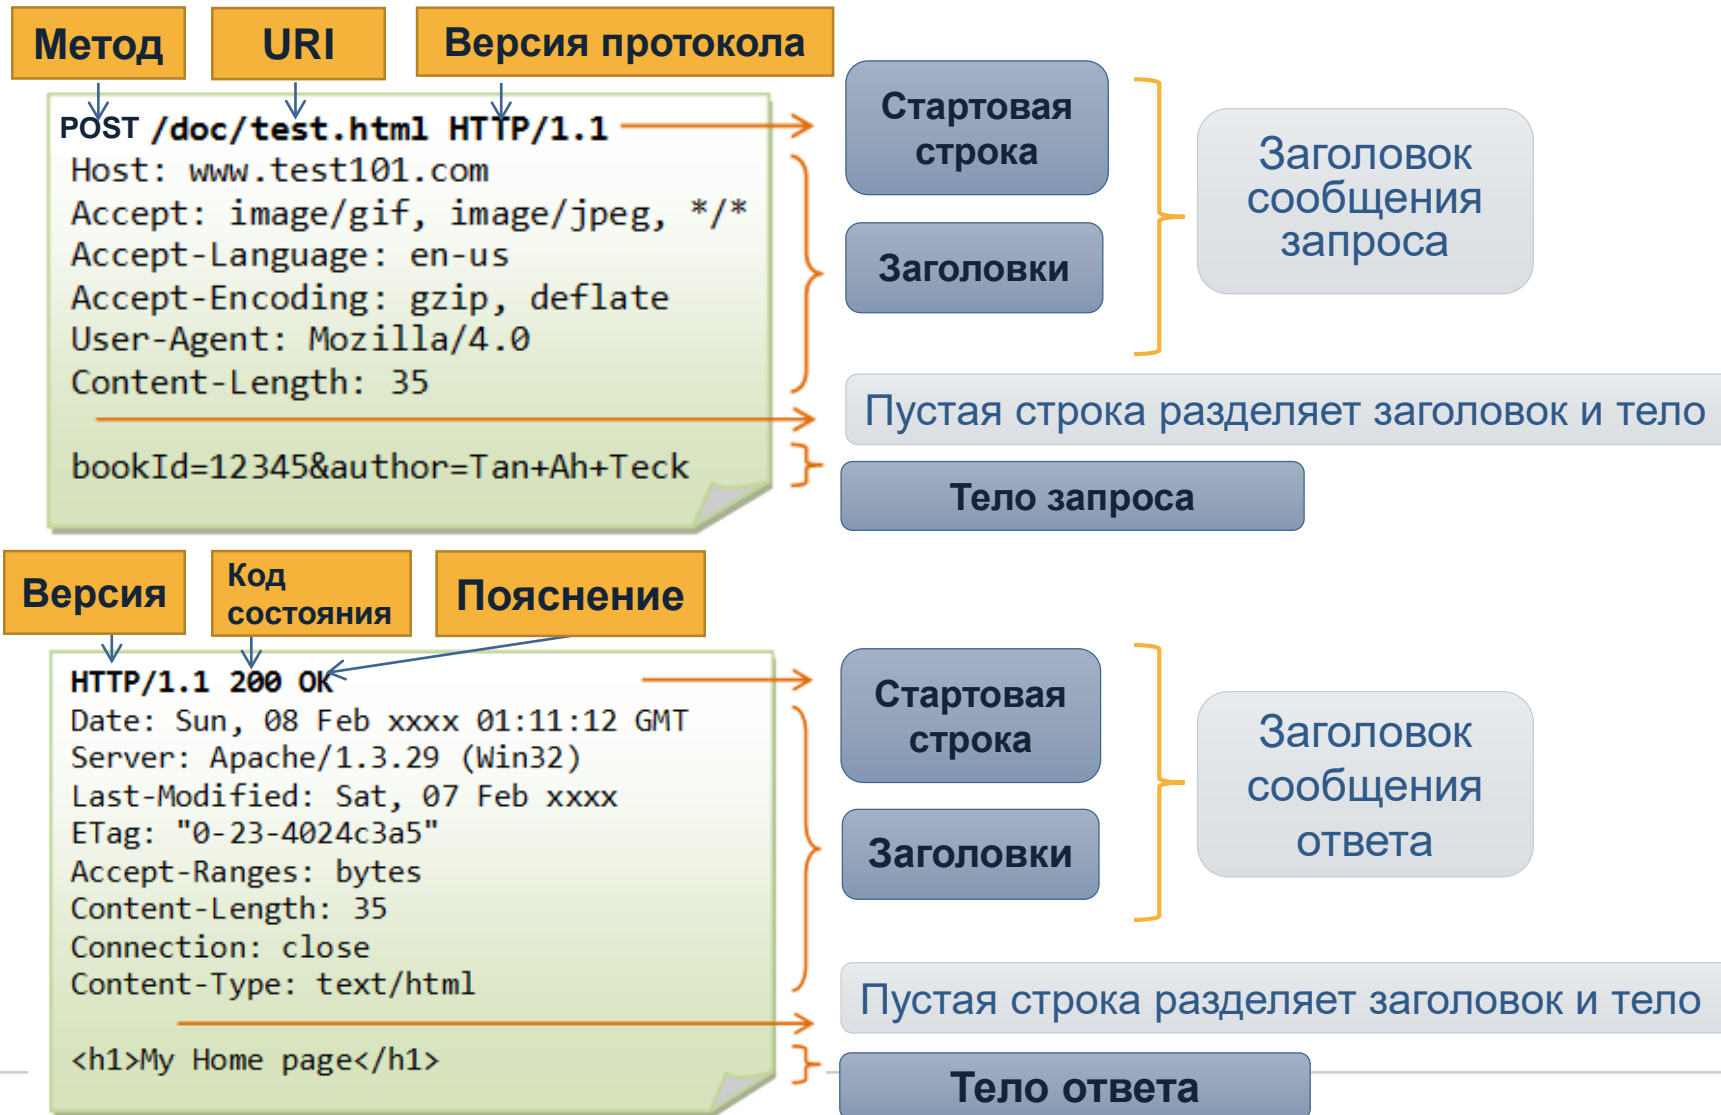 Метод
URI
Версия протокола
POST /doc/test.html HTTP/1.1
Host: www.test101.com
Accept: image/gif, image/jpeg, */*
Accept-Language: en-us
Accept-Encoding: gzip, deflate
User-Agent: Mozilla/4.0
Content-Length: 35
bookId=12345&author=Tan+Ah+Teck
Стартовая
строка
Заголовки
Заголовок
сообщения
запроса
Пустая строка разделяет заголовок и тело
Тело запроса
Версия
Код
состояния
Пояснение
HTTP/1.1 200 OK
Date: Sun, 08 Feb xxxx 01:11:12 GMT
Server: Apache/1.3.29 (Win32)
Last-Modified: Sat, 07 Feb xxxx
ETag: "0-23-4024c3a5"
Accept-Ranges: bytes
Content-Length: 35
Connection: close
Content-Type: text/html
<h1>My Home page</h1>
Стартовая
строка
Заголовки
Заголовок
сообщения
ответа
Пустая строка разделяет заголовок и тело
Тело ответа